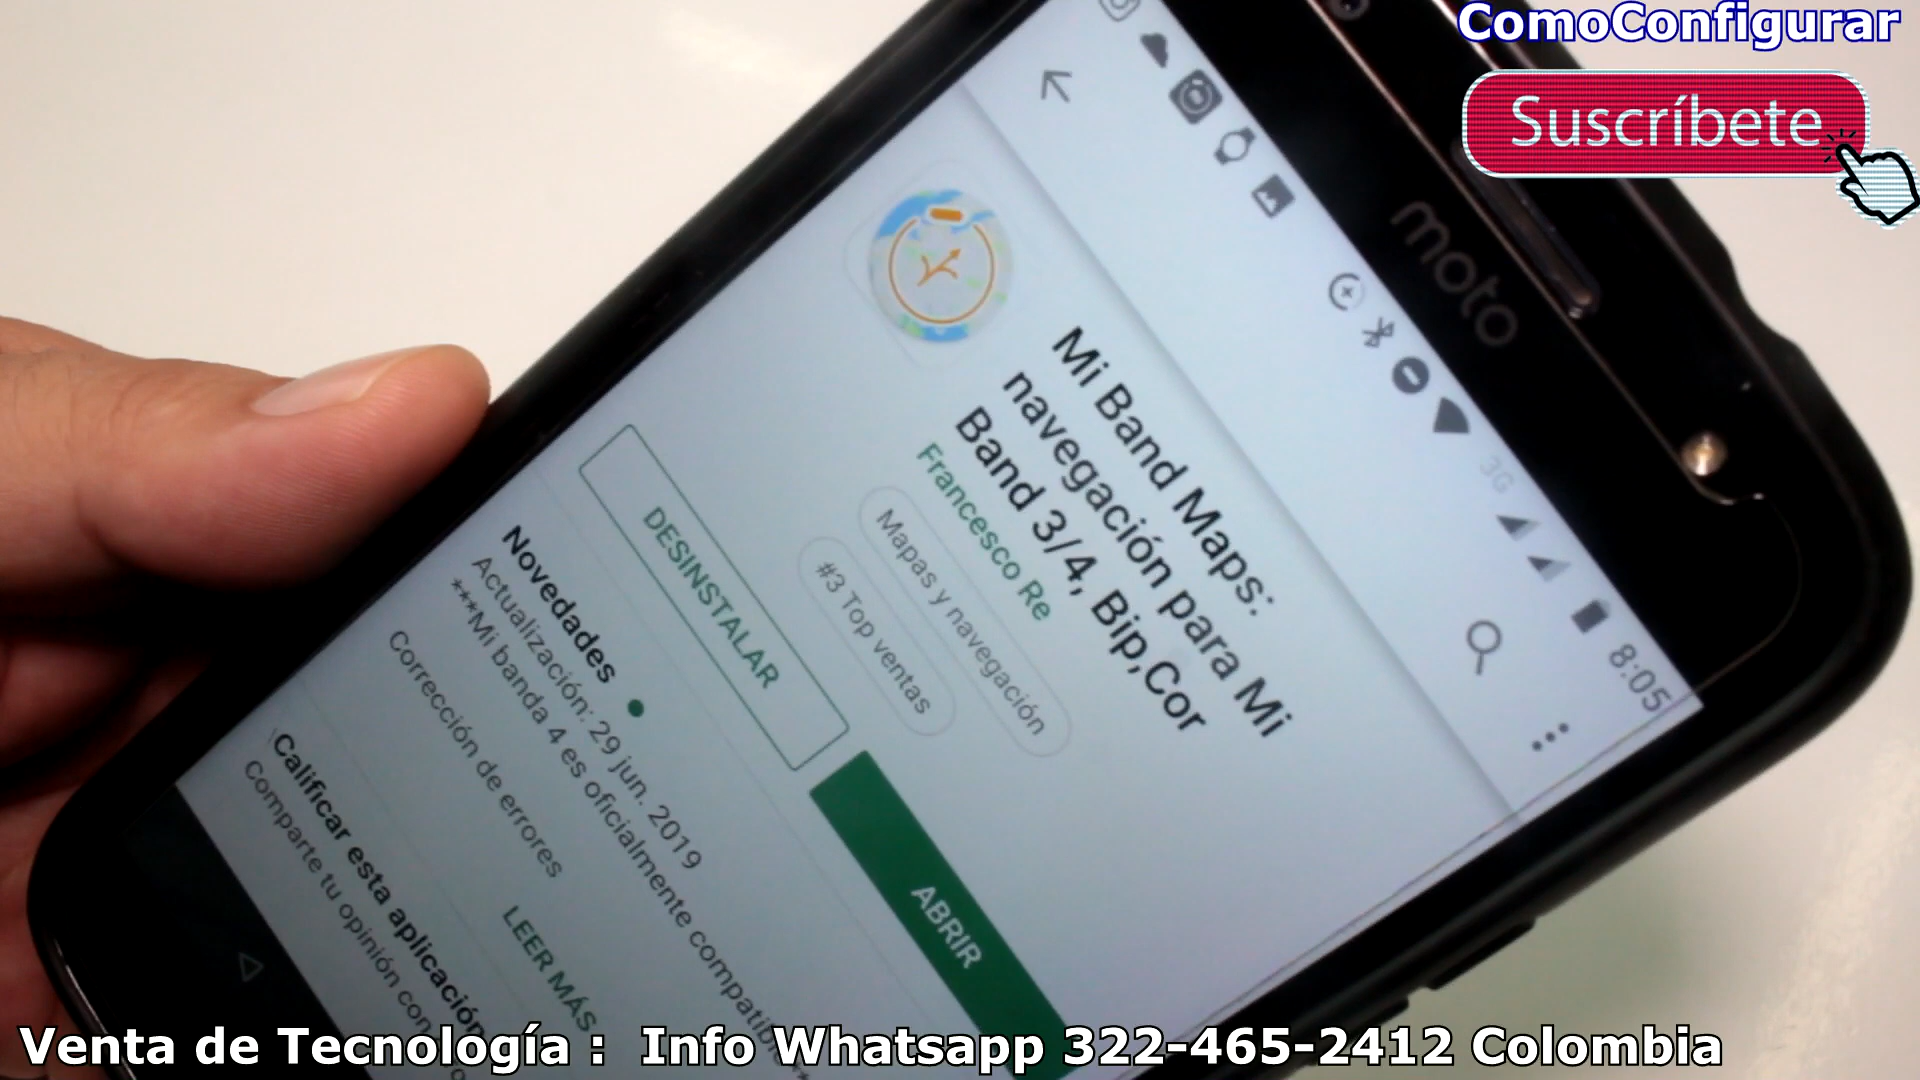 ComoConfigurar
Suscríbete
moto
3G
8:05
Mi Band Maps:
navegación para Mi
Band 3/4, Bip,Cor
Francesco Re
Mapas y navegación
#3 Top ventas
DESINSTALAR
ABRIR
Novedades
Actualización: 29 jun. 2019
***Mi banda 4 es oficialmente compatible
Corrección de errores
LEER MÁS
Calificar esta aplicación
Comparte tu opinión con
Venta de Tecnología : Info Whatsapp 322-465-2412 Colombia